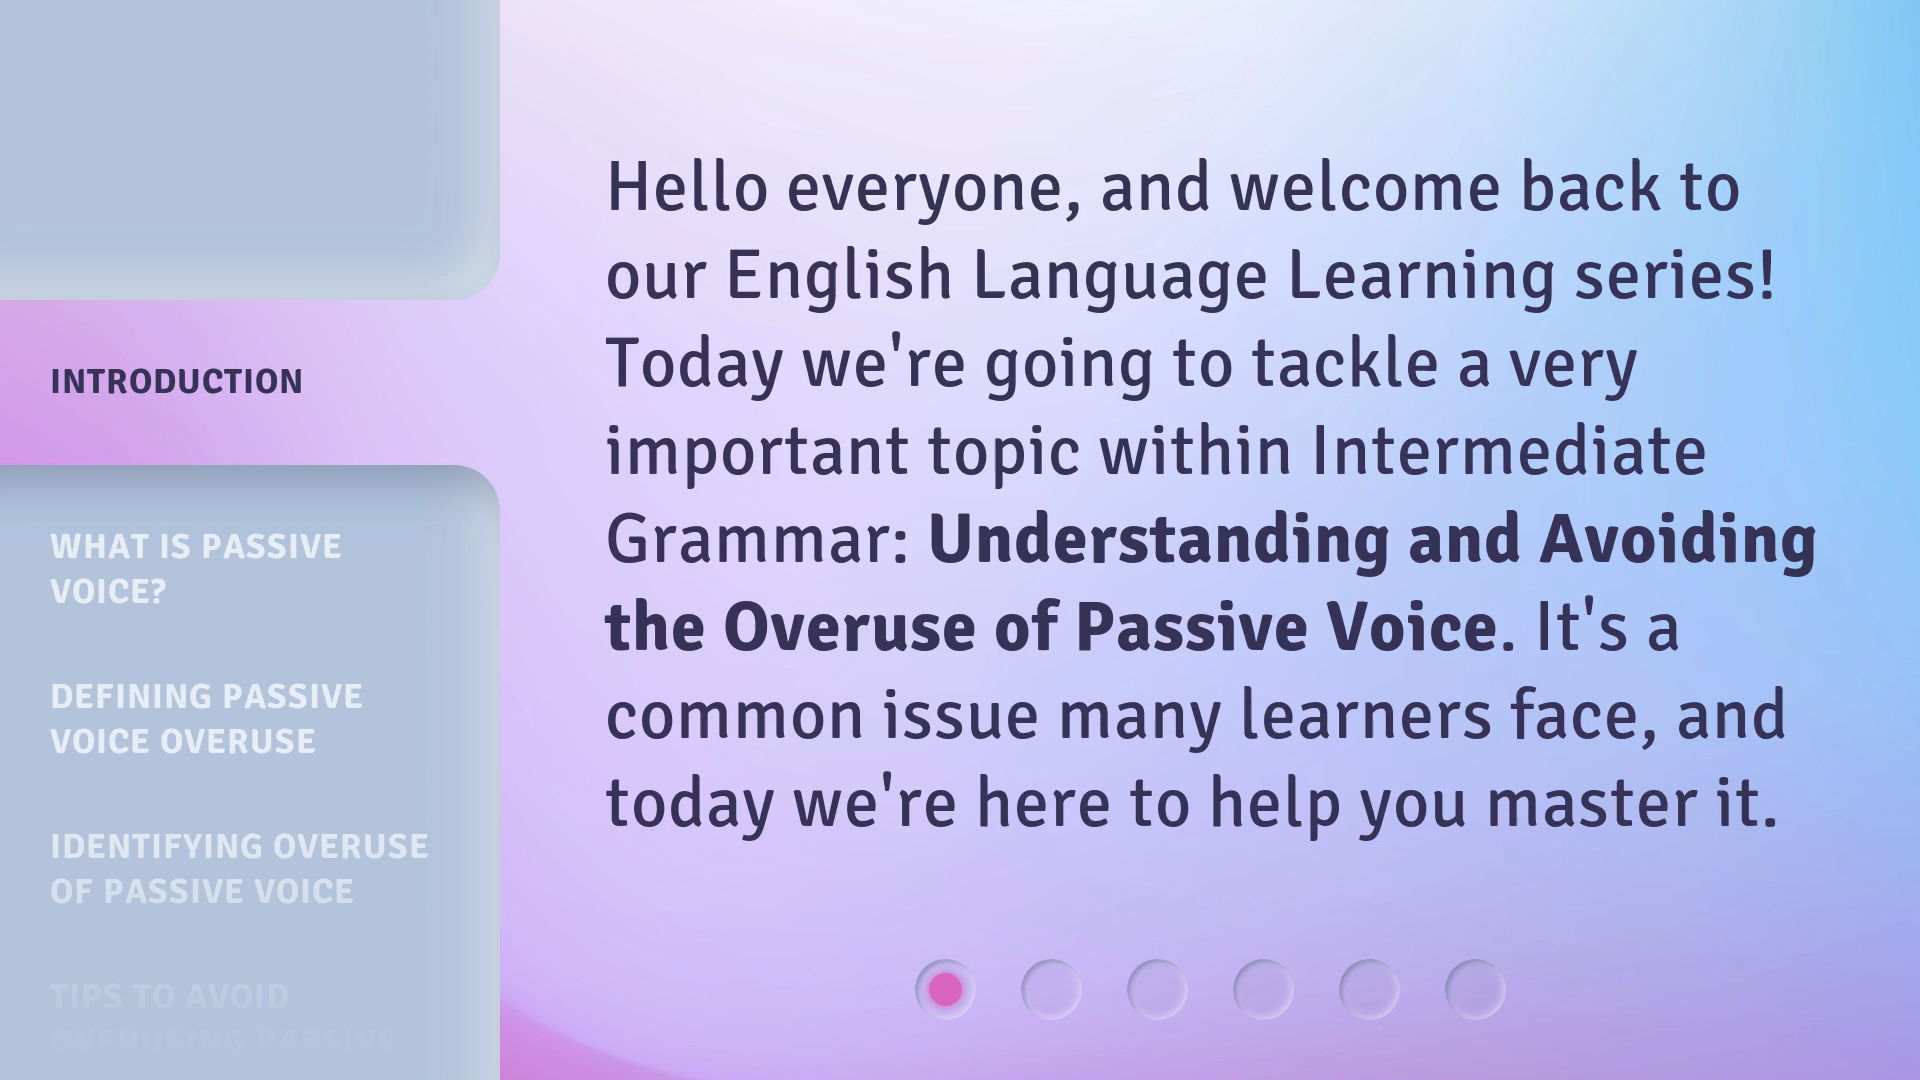 INTRODUCTION
WHAT IS PASSIVE
VOICE?
DEFINING PASSIVE
VOICE OVERUSE
IDENTIFYING OVERUSE
OF PASSIVE VOICE
TIPS TO AVOID
OVERUSING PASSIVE
Hello everyone, and welcome back to
our English Language Learning series!
Today we're going to tackle a very
important topic within Intermediate
Grammar: Understanding and Avoiding
the Overuse of Passive Voice. It's a
common issue many learners face, and
today we're here to help you master it.